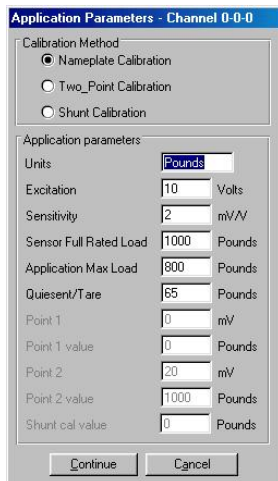 Application Parameters - Channel 0-0-0
Calibration Method
Nameplate Calibration
Two_Point Calibration
Shunt Calibration
Application parameters
Units Pounds
Excitation 10 Volts
Sensitivity 2 mV/V
Sensor Full Rated Load 1000 Pounds
Application Max Load 800 Pounds
Quiesent/Tare 65 Pounds
Point 1 0 mV
Point 1 value 0 Pounds
Point 2 20 mV
Point 2 value 1000 Pounds
Shunt cal value 0 Pounds
Continue Cancel